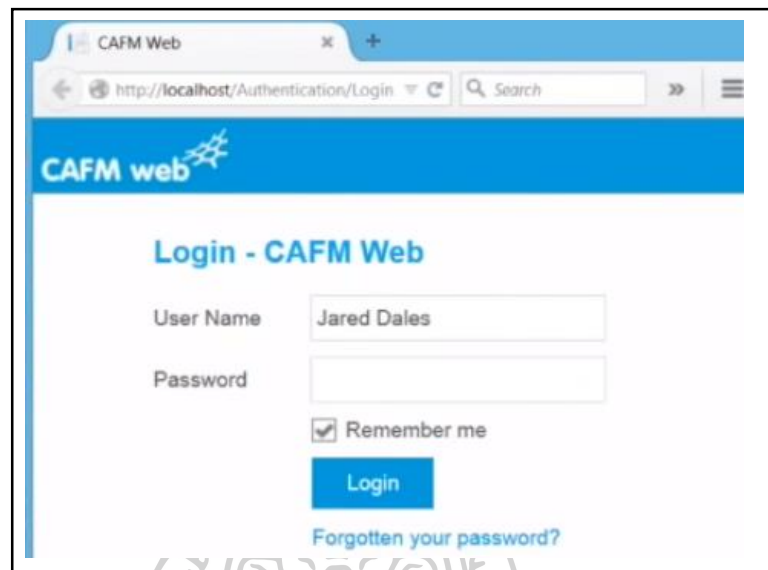 CAFM Web
http://localhost/Authentication/Login Search
CAFM web
Login - CAFM Web
User Name Jared Dales
Password
Remember me
Login
Forgotten your password?